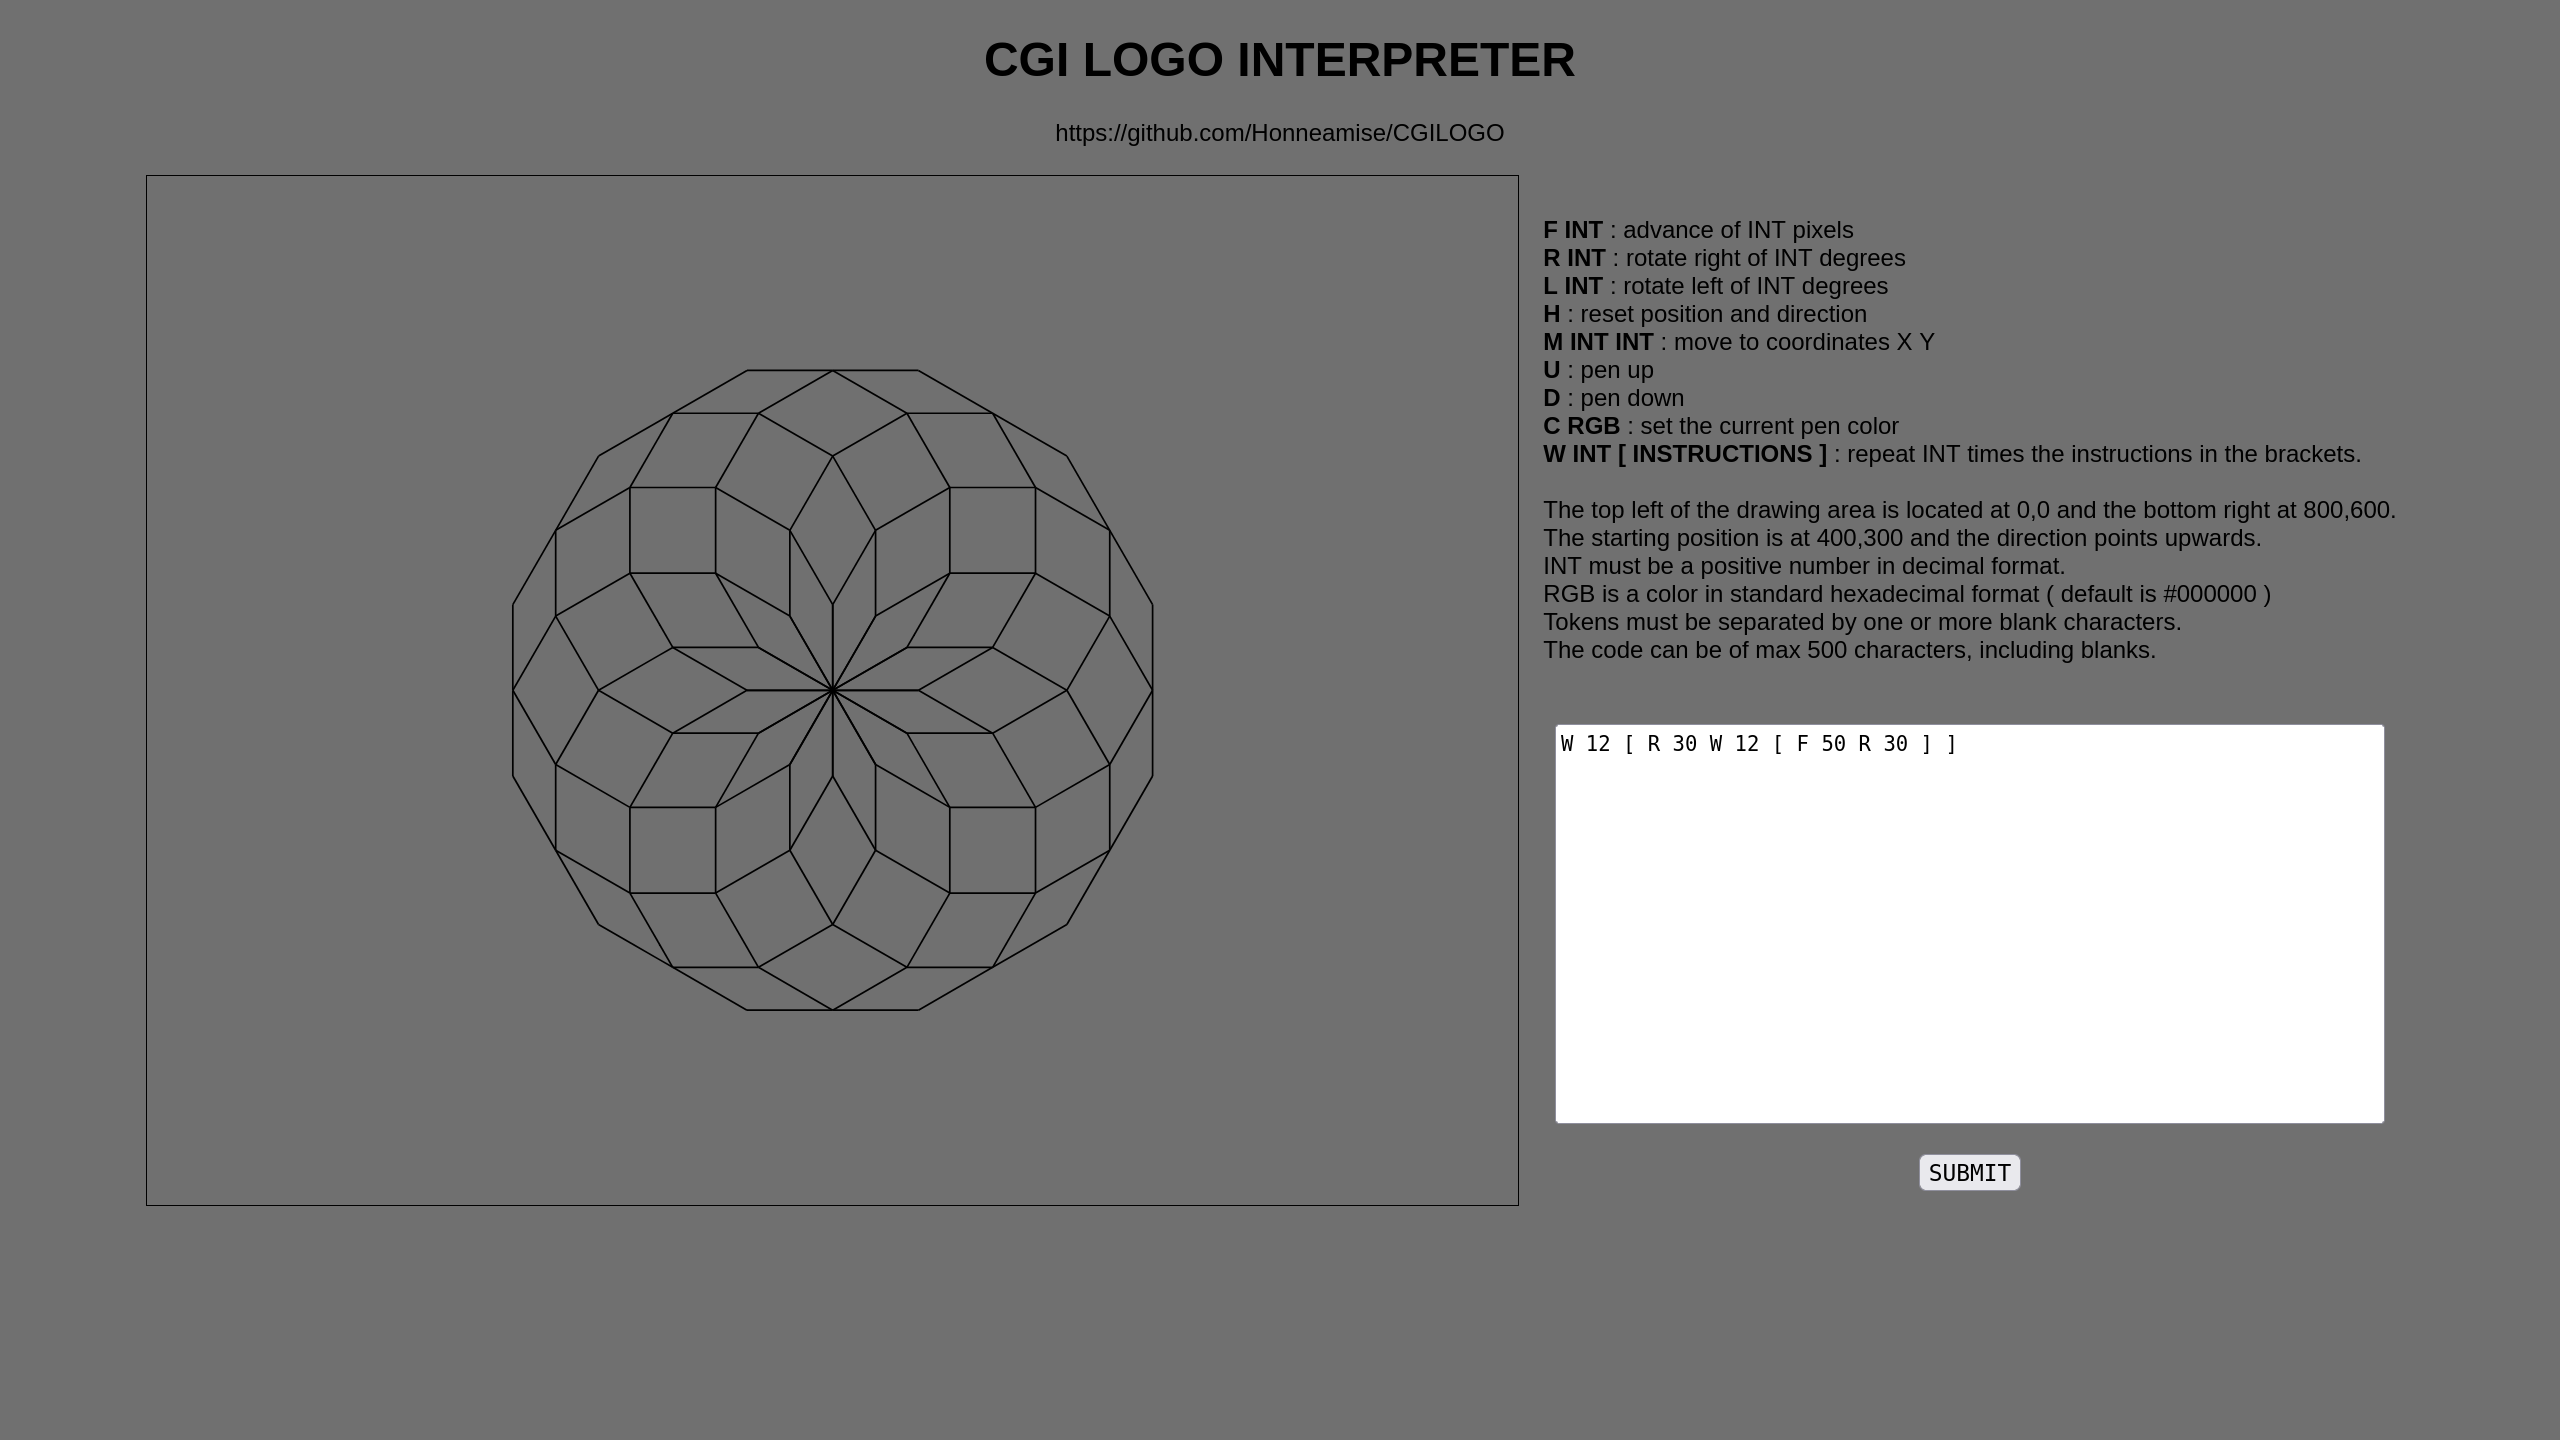 CGI LOGO INTERPRETER
https://github.com/Honneamise/CGILOGO
F INT : advance of INT pixels
R INT : rotate right of INT degrees
L INT : rotate left of INT degrees
H : reset position and direction
M INT INT : move to coordinates X Y
U : pen up
D : pen down
C RGB : set the current pen color
W INT [ INSTRUCTIONS ] : repeat INT times the instructions in the brackets.
The top left of the drawing area is located at 0,0 and the bottom right at 800,600.
The starting position is at 400,300 and the direction points upwards.
INT must be a positive number in decimal format.
RGB is a color in standard hexadecimal format ( default is #000000 )
Tokens must be separated by one or more blank characters.
The code can be of max 500 characters, including blanks.
W 12 [ R 30 W 12 [ F 50 R 30 ] ]
SUBMIT